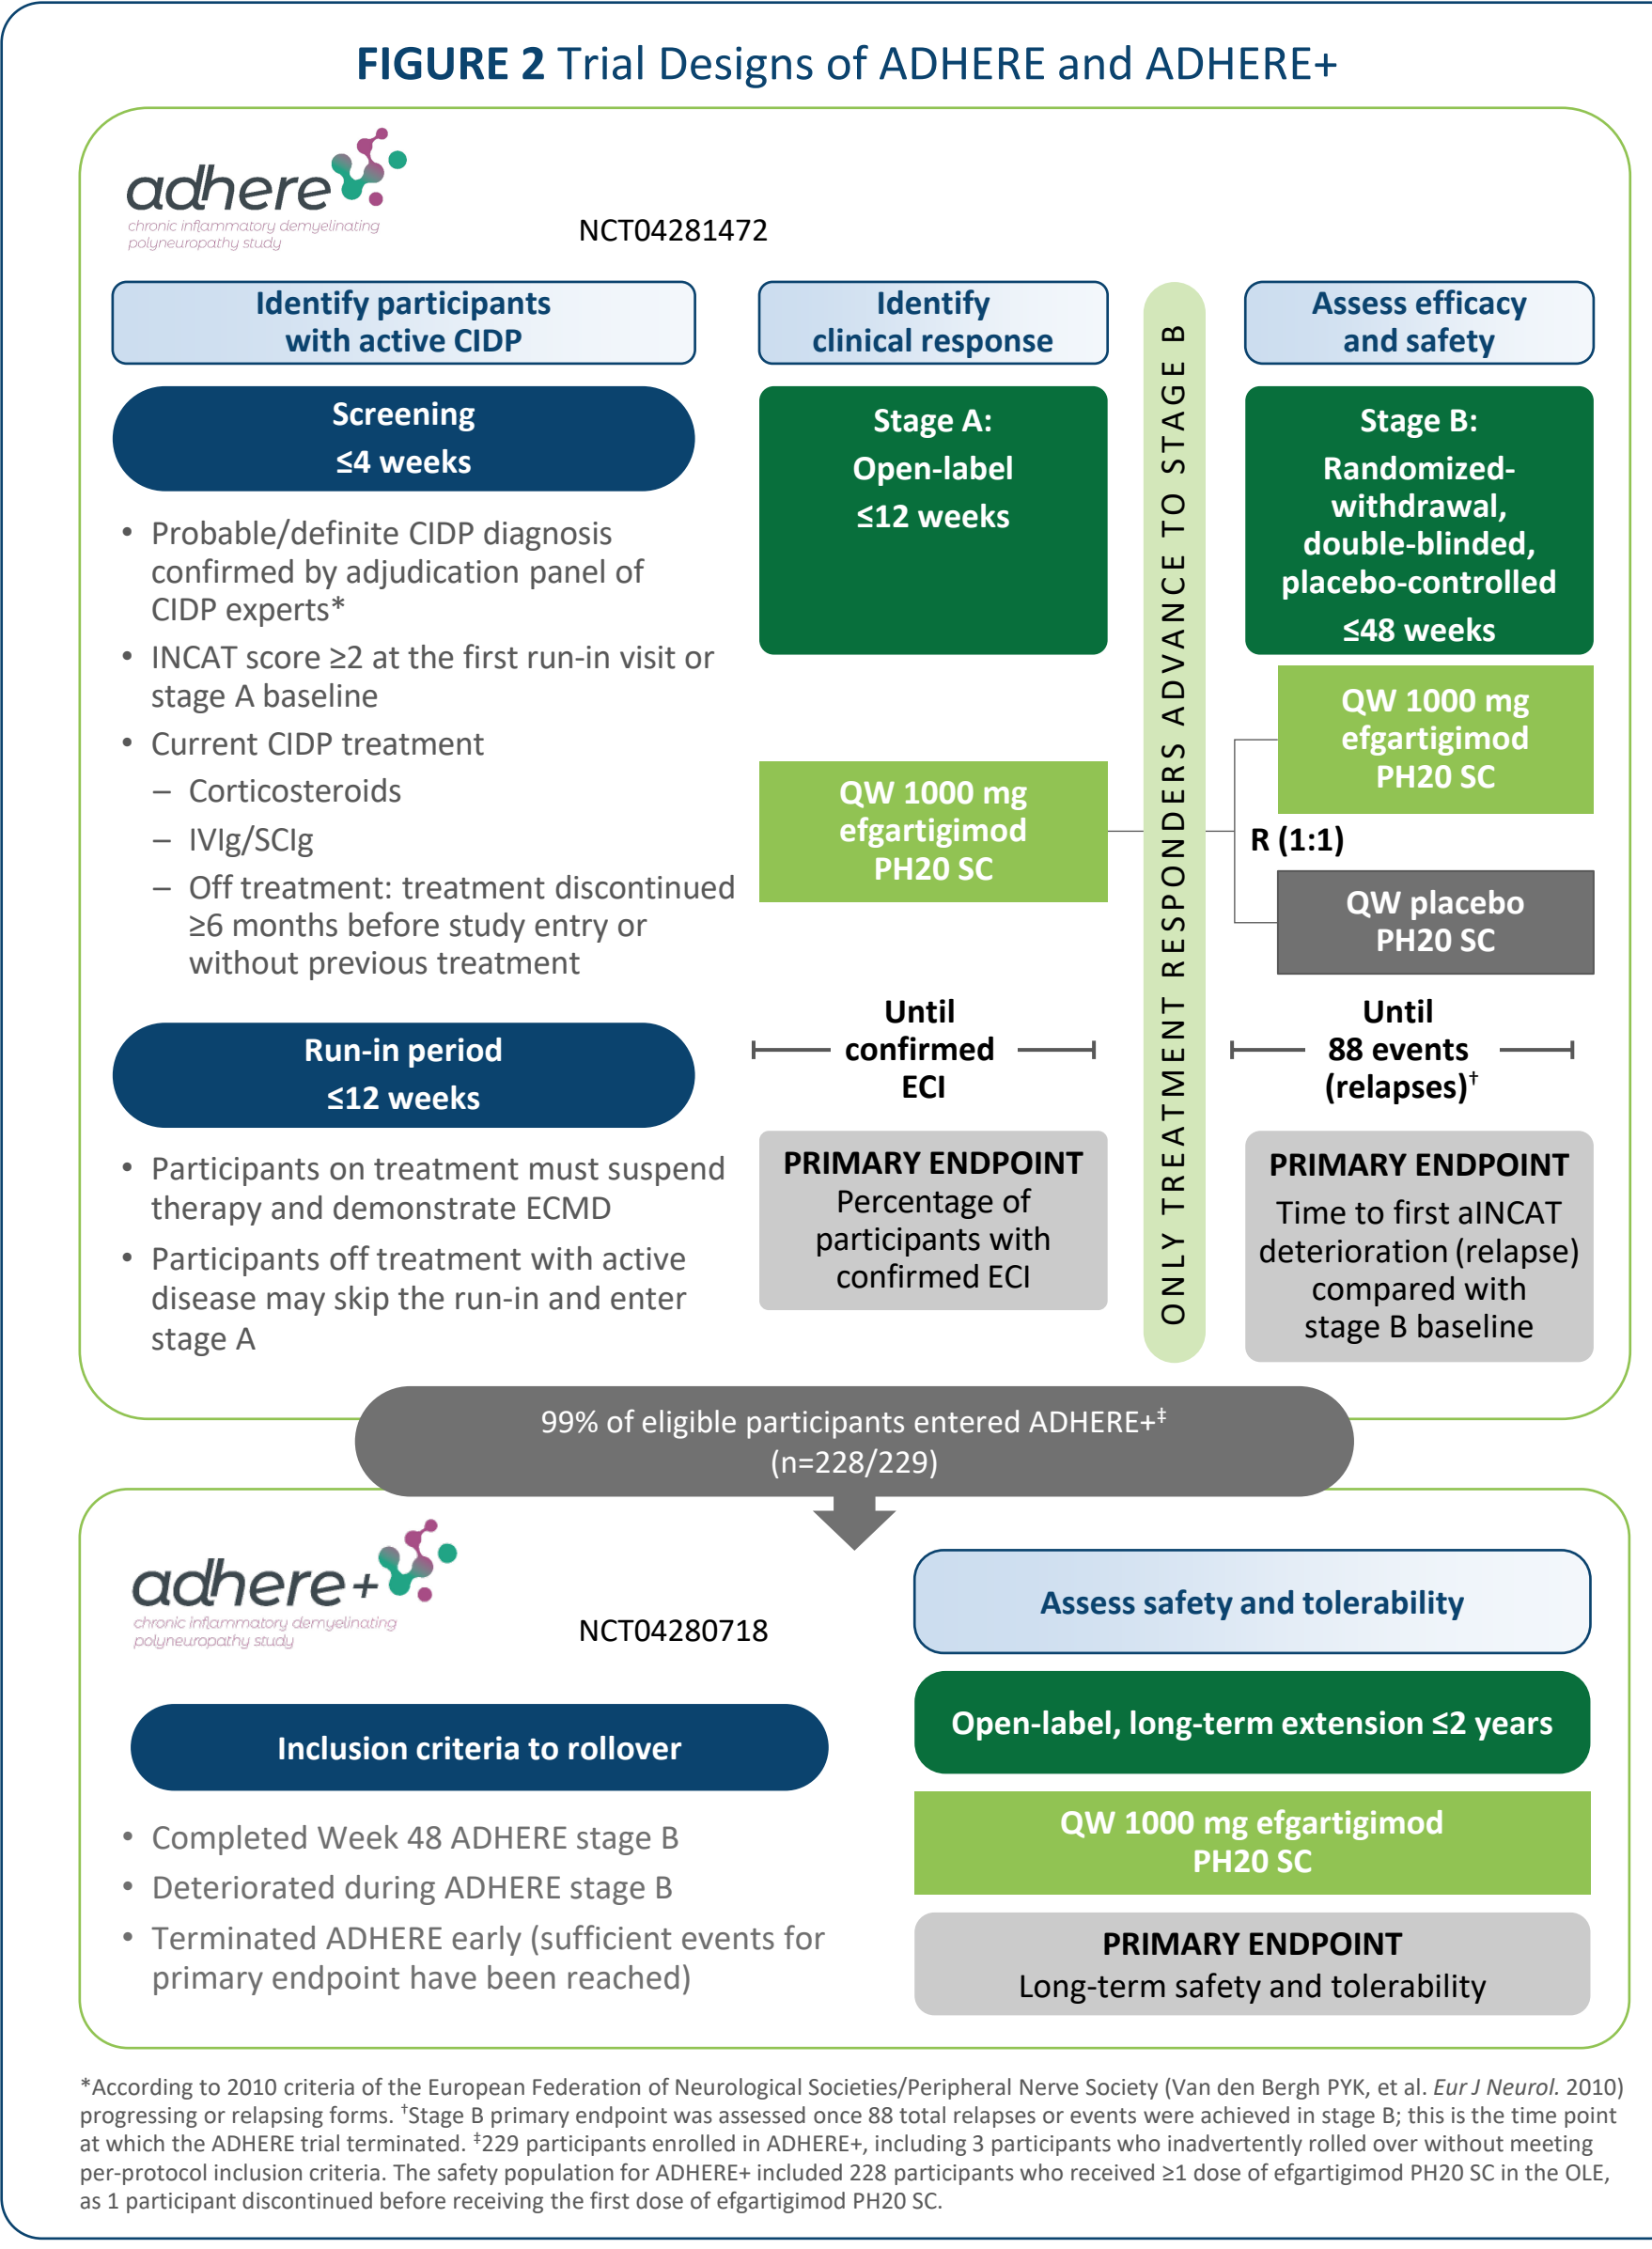 FIGURE 2 Trial Designs of ADHERE and ADHERE+
adhere
chronic inflammatory demyelinating
polyneuropathy study
NCT04281472
Identify participants
with active CIDP
Screening
≤4 weeks
• Probable/definite CIDP diagnosis
confirmed by adjudication panel of
CIDP experts*
• INCAT score ≥2 at the first run-in visit or
stage A baseline
• Current CIDP treatment
– Corticosteroids
– IVIg/SCIg
– Off treatment: treatment discontinued
≥6 months before study entry or
without previous treatment
Run-in period
≤12 weeks
• Participants on treatment must suspend
therapy and demonstrate ECMD
• Participants off treatment with active
disease may skip the run-in and enter
stage A
Identify
clinical response
Stage A:
Open-label
≤12 weeks
QW 1000 mg
efgartigimod
PH20 SC
Until
confirmed
ECI
PRIMARY ENDPOINT
Percentage of
participants with
confirmed ECI
ONLY TREATMENT RESPONDERS ADVANCE TO STAGE B
Assess efficacy
and safety
Stage B:
Randomized-
withdrawal,
double-blinded,
placebo-controlled
≤48 weeks
QW 1000 mg
efgartigimod
PH20 SC
R (1:1)
QW placebo
PH20 SC
Until
88 events
(relapses)†
PRIMARY ENDPOINT
Time to first aINCAT
deterioration (relapse)
compared with
stage B baseline
99% of eligible participants entered ADHERE+‡
(n=228/229)
adhere+
chronic inflammatory demyelinating
polyneuropathy study
NCT04280718
Inclusion criteria to rollover
• Completed Week 48 ADHERE stage B
• Deteriorated during ADHERE stage B
• Terminated ADHERE early (sufficient events for
primary endpoint have been reached)
Assess safety and tolerability
Open-label, long-term extension ≤2 years
QW 1000 mg efgartigimod
PH20 SC
PRIMARY ENDPOINT
Long-term safety and tolerability
*According to 2010 criteria of the European Federation of Neurological Societies/Peripheral Nerve Society (Van den Bergh PYK, et al. Eur J Neurol. 2010)
progressing or relapsing forms. †Stage B primary endpoint was assessed once 88 total relapses or events were achieved in stage B; this is the time point
at which the ADHERE trial terminated. ‡229 participants enrolled in ADHERE+, including 3 participants who inadvertently rolled over without meeting
per-protocol inclusion criteria. The safety population for ADHERE+ included 228 participants who received ≥1 dose of efgartigimod PH20 SC in the OLE,
as 1 participant discontinued before receiving the first dose of efgartigimod PH20 SC.